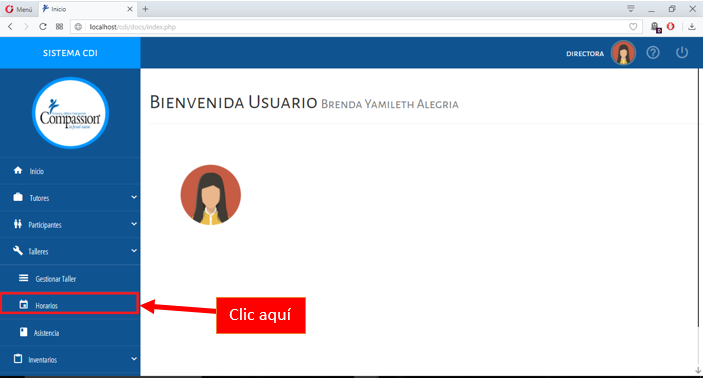 Menú
Inicio
localhost/cdi/docs/index.php
SISTEMA CDI
DIRECTORA
Compassion
BIENVENIDA USUARIO BRENDA YAMILETH ALEGRIA
Inicio
Tutores
Participantes
Talleres
Gestionar Taller
Horarios
Clic aquí
Asistencia
Inventarios